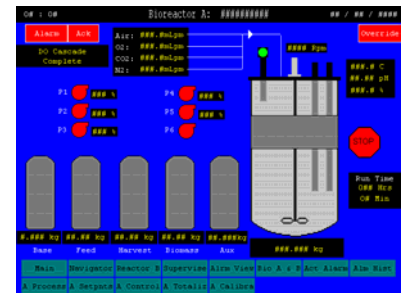 0# : 0# Bioreactor A: ########## ## / ## / ####
Alarm Ack Override
Air: ###.#mLpm
O2: ###.#mLpm
CO2: ###.#mLpm
N2: ###.#mLpm
DO Cascade
Complete
#### Rpm
###.# C
##.## pH
###.# %
P1 ### % P4 ### %
P2 ### % P5 ### %
P3 ### % P6 ### %
STOP
Run Time
0## Hrs
0# Min
#.### kg ##.## kg ##.## kg ##.## kg ##.###kg ###.### kg
Base Feed Harvest Biomass Aux
Main Navigator Reactor B Supervise Alrm View Bio A & B Act Alarm Alm Hist
A Process A Setpnts A Control A Totaliz A Calibra